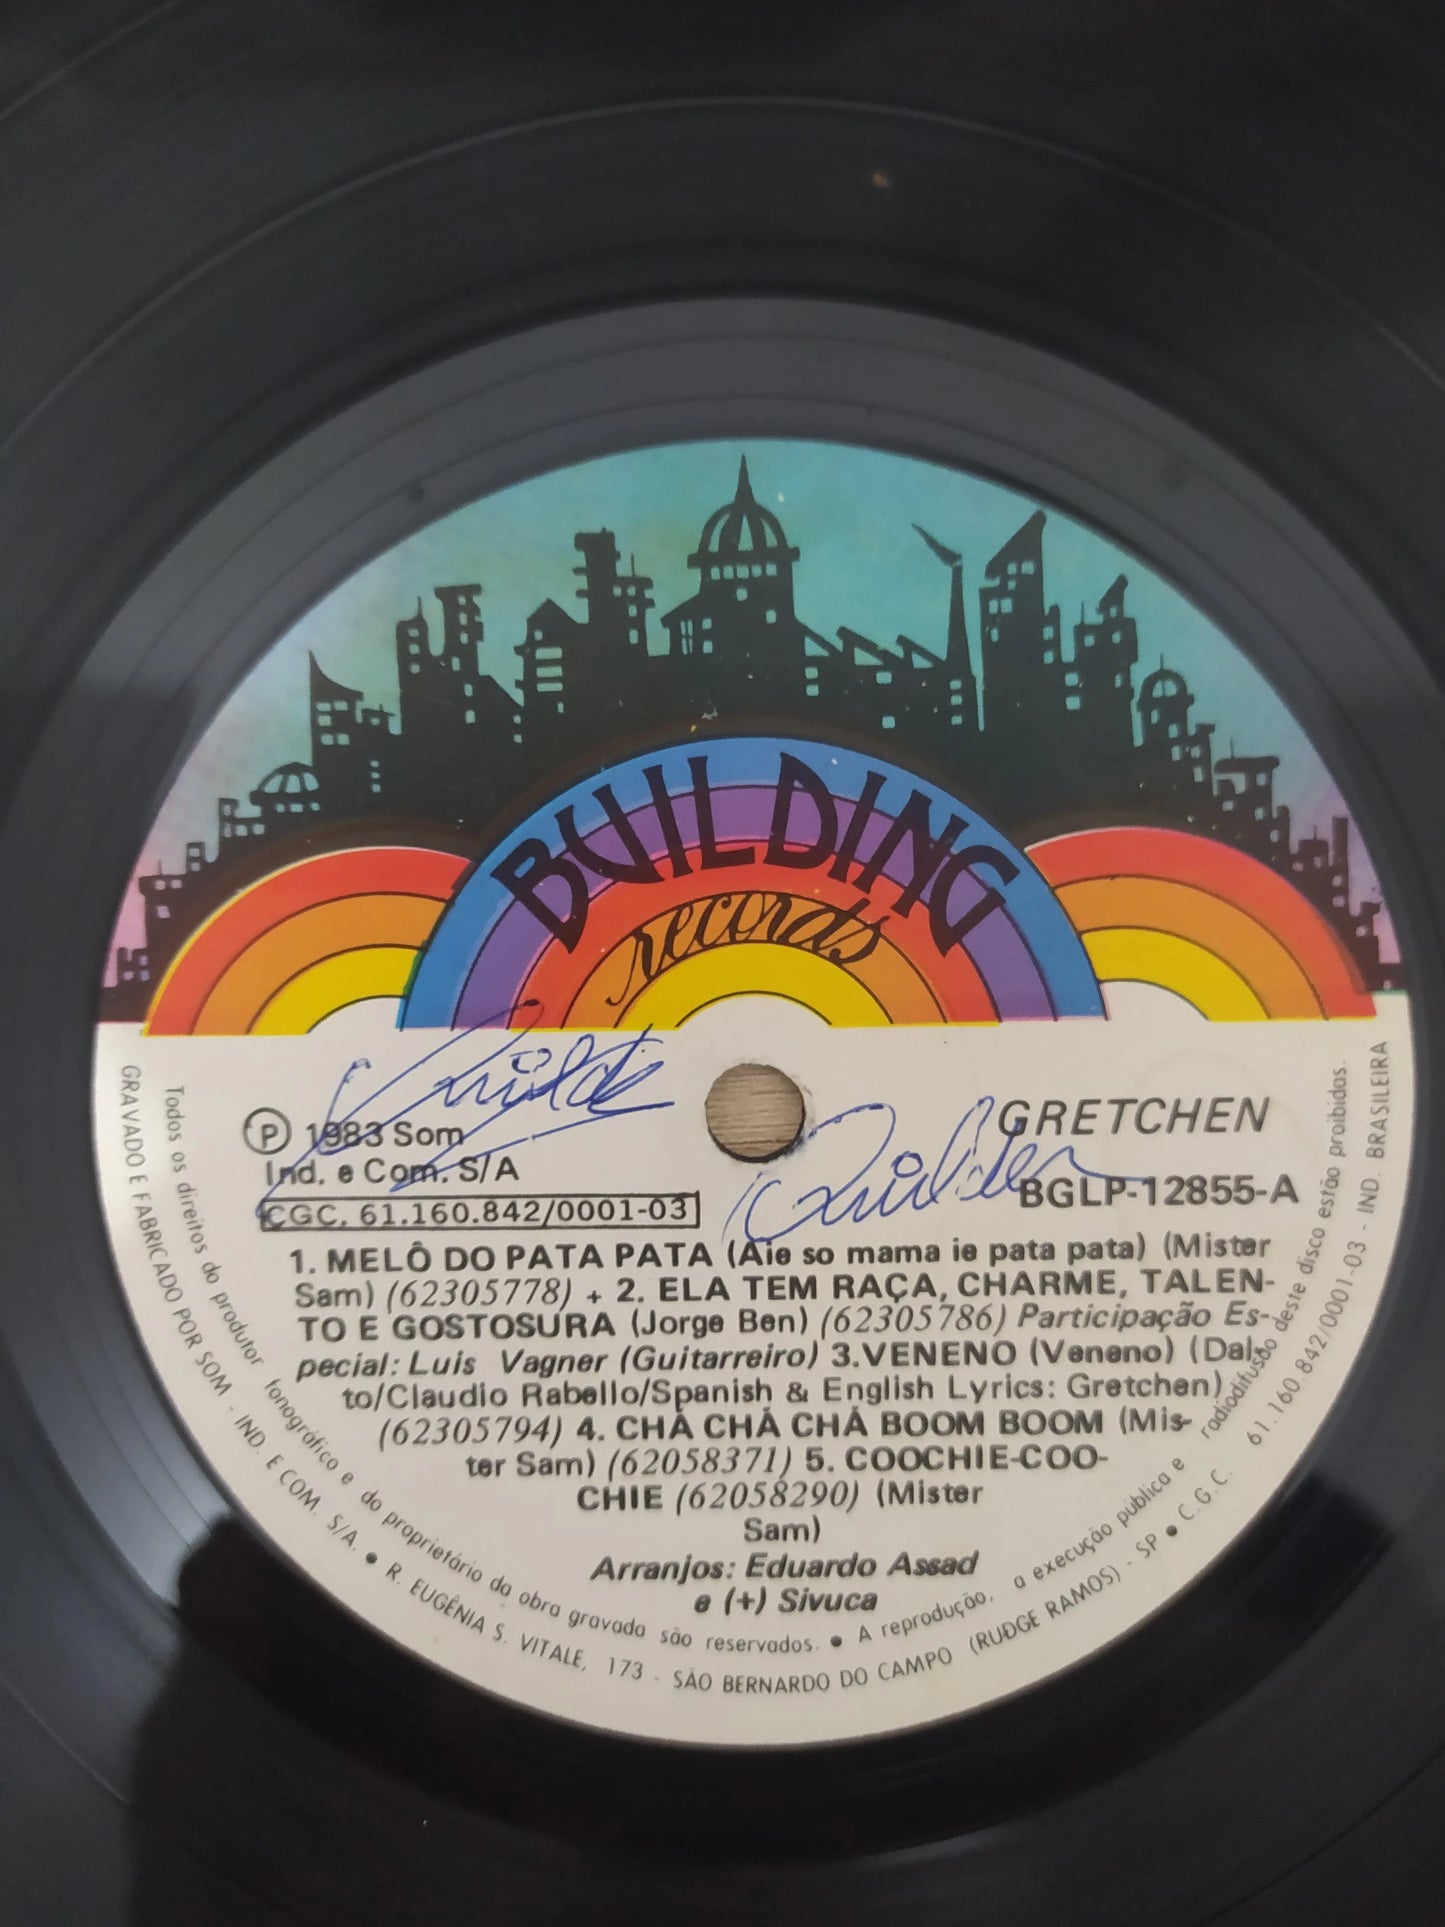 BUILDING
records
GRETCHEN
Ⓟ 1983 Som
Ind. e Com. S/A
BGLP-12855-A
CGC. 61.160.842/0001-03
1. MELÔ DO PATA PATA (Aie so mama ie pata pata) (Mister
Sam) (62305778) + 2. ELA TEM RAÇA, CHARME, TALEN-
TO E GOSTOSURA (Jorge Ben) (62305786) Participação Es-
pecial: Luis Vagner (Guitarreiro) 3.VENENO (Veneno) (Dal-
to/Claudio Rabello/Spanish & English Lyrics: Gretchen)
(62305794) 4. CHÁ CHÁ CHÁ BOOM BOOM (Mis-
ter Sam) (62058371) 5. COOCHIE-COO-
CHIE (62058290) (Mister
Sam)
Arranjos: Eduardo Assad
e (+) Sivuca
Todos os direitos do produtor fonográfico e do proprietário da obra gravada são reservados. ● A reprodução, a execução pública e radiodifusão deste disco estão proibidas.
GRAVADO E FABRICADO POR SOM - IND. E COM. S/A. ● R. EUGÊNIA S. VITALE, 173 - SÃO BERNARDO DO CAMPO (RUDGE RAMOS) - SP ● C.G.C. 61.160.842/0001-03 - IND. BRASILEIRA